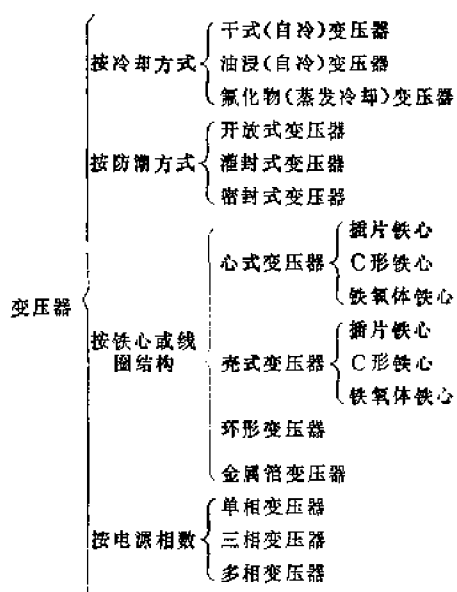 变压器
按冷却方式
干式(自冷)变压器
油浸(自冷)变压器
氟化物(蒸发冷却)变压器
按防潮方式
开放式变压器
灌封式变压器
密封式变压器
按铁心或线
圈结构
心式变压器
插片铁心
C形铁心
铁氧体铁心
壳式变压器
插片铁心
C形铁心
铁氧体铁心
环形变压器
金属箔变压器
按电源相数
单相变压器
三相变压器
多相变压器